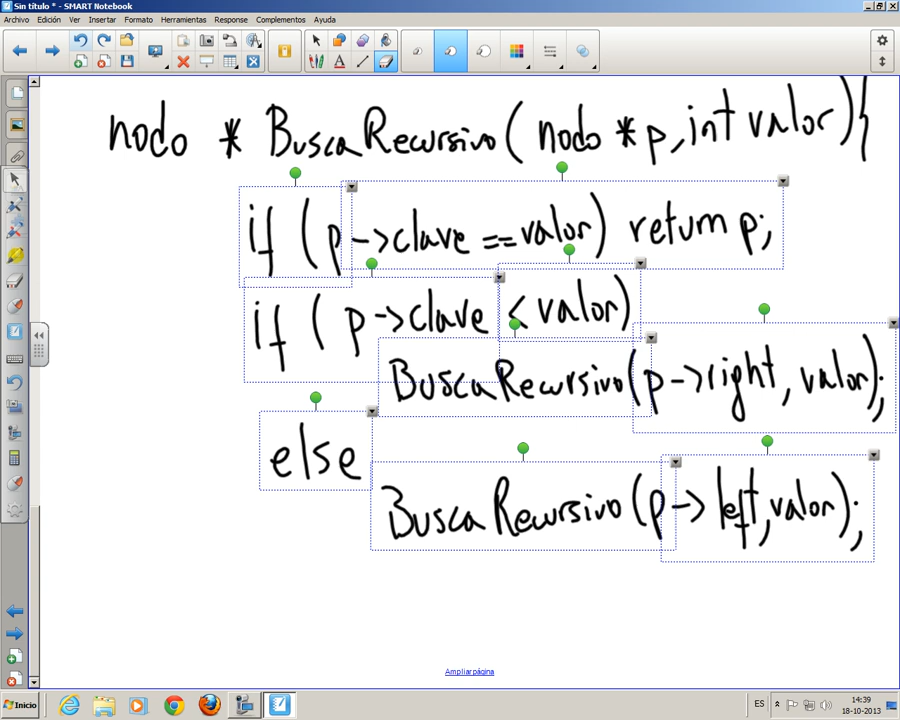 Sin título * - SMART Notebook
Archivo Edición Ver Insertar Formato Herramientas Response Complementos Ayuda
nodo * BuscaRecursivo( nodo * p, int valor){
if ( p->clave ==valor) return p;
if ( p->clave < valor)
BuscaRecursivo(p->right, valor);
else
BuscaRecursivo(p->left,valor);
Ampliar página
Inicio
ES
14:39
18-10-2013